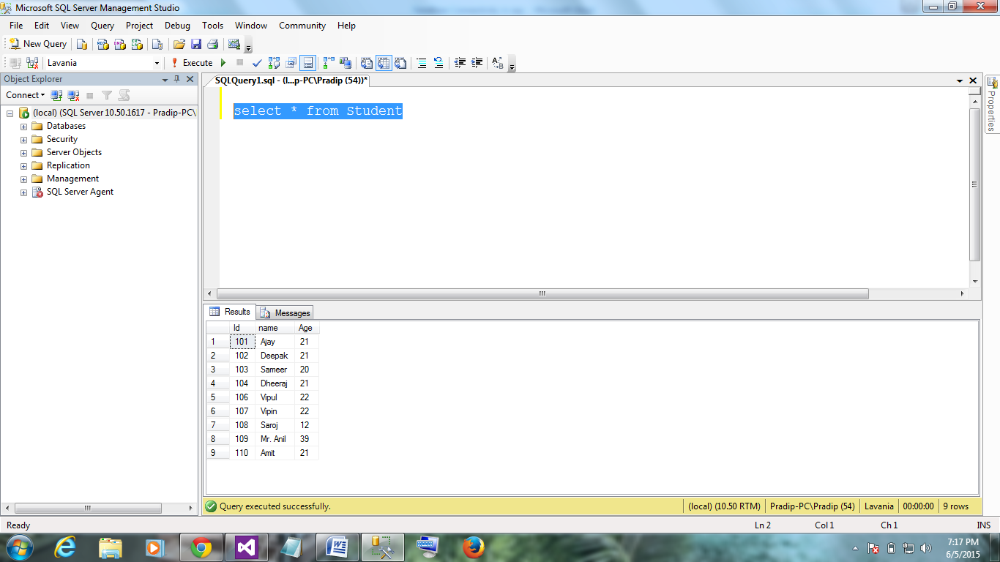 Microsoft SQL Server Management Studio
File Edit View Query Project Debug Tools Window Community Help
New Query
Lavania Execute
Object Explorer
Connect
(local) (SQL Server 10.50.1617 - Pradip-PC\
Databases
Security
Server Objects
Replication
Management
SQL Server Agent
SQLQuery1.sql - (l...p-PC\Pradip (54))*
select * from Student
Properties
Results Messages
Id name Age
1 101 Ajay 21
2 102 Deepak 21
3 103 Sameer 20
4 104 Dheeraj 21
5 106 Vipul 22
6 107 Vipin 22
7 108 Saroj 12
8 109 Mr. Anil 39
9 110 Amit 21
Query executed successfully. (local) (10.50 RTM) Pradip-PC\Pradip (54) Lavania 00:00:00 9 rows
Ready Ln 2 Col 1 Ch 1 INS
7:17 PM
6/5/2015